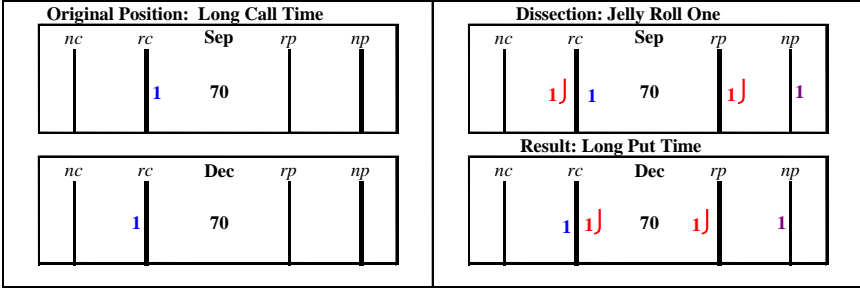 Original Position:  Long Call Time
nc rc Sep rp np
1 70
nc rc Dec rp np
1 70
Dissection: Jelly Roll One
nc rc Sep rp np
1⌡ 1 70 1⌡ 1
Result: Long Put Time
nc rc Dec rp np
1 1⌡ 70 1⌡ 1